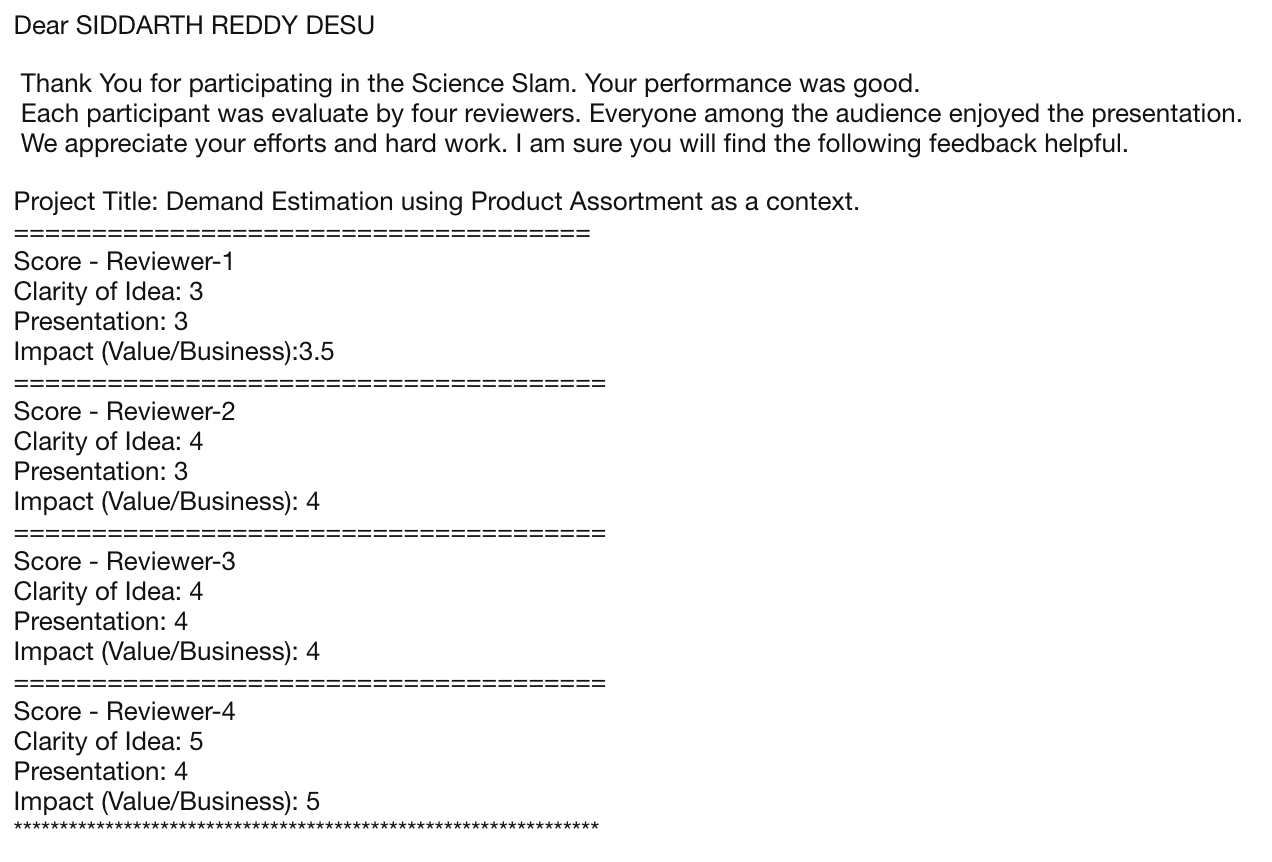 Dear SIDDARTH REDDY DESU
Thank You for participating in the Science Slam. Your performance was good.
Each participant was evaluate by four reviewers. Everyone among the audience enjoyed the presentation.
We appreciate your efforts and hard work. I am sure you will find the following feedback helpful.
Project Title: Demand Estimation using Product Assortment as a context.
=====================================
Score - Reviewer-1
Clarity of Idea: 3
Presentation: 3
Impact (Value/Business):3.5
======================================
Score - Reviewer-2
Clarity of Idea: 4
Presentation: 3
Impact (Value/Business): 4
======================================
Score - Reviewer-3
Clarity of Idea: 4
Presentation: 4
Impact (Value/Business): 4
======================================
Score - Reviewer-4
Clarity of Idea: 5
Presentation: 4
Impact (Value/Business): 5
****************************************************************